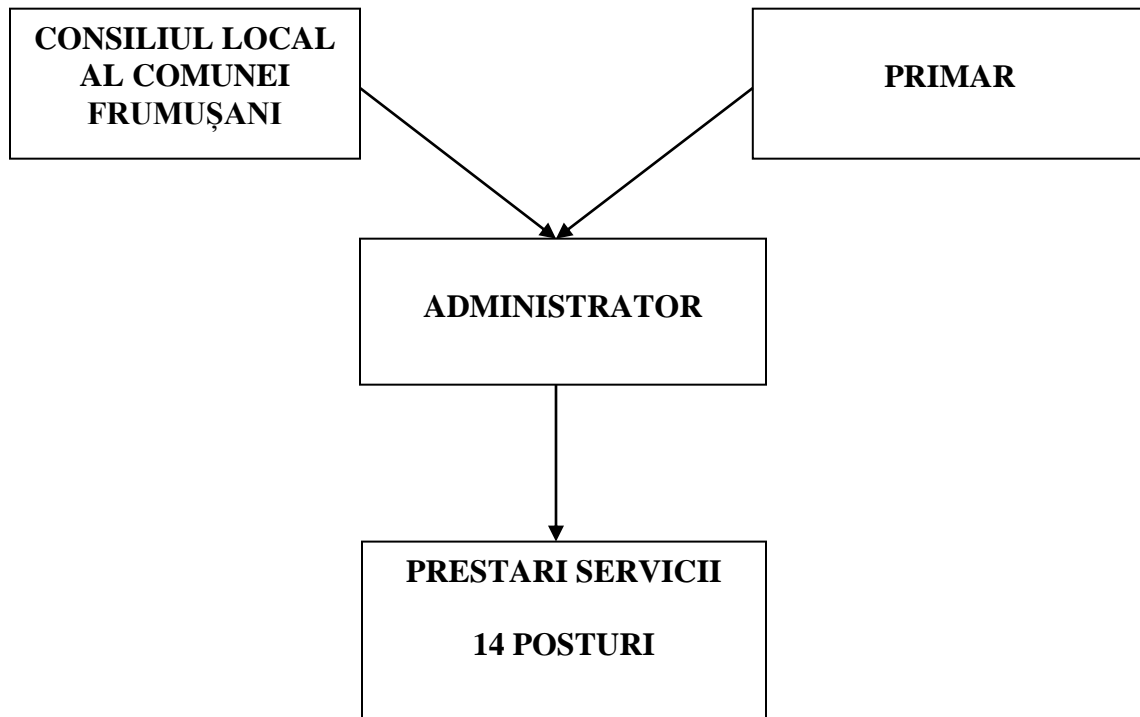 CONSILIUL LOCAL
AL COMUNEI
FRUMUȘANI
PRIMAR
ADMINISTRATOR
PRESTARI SERVICII
14 POSTURI